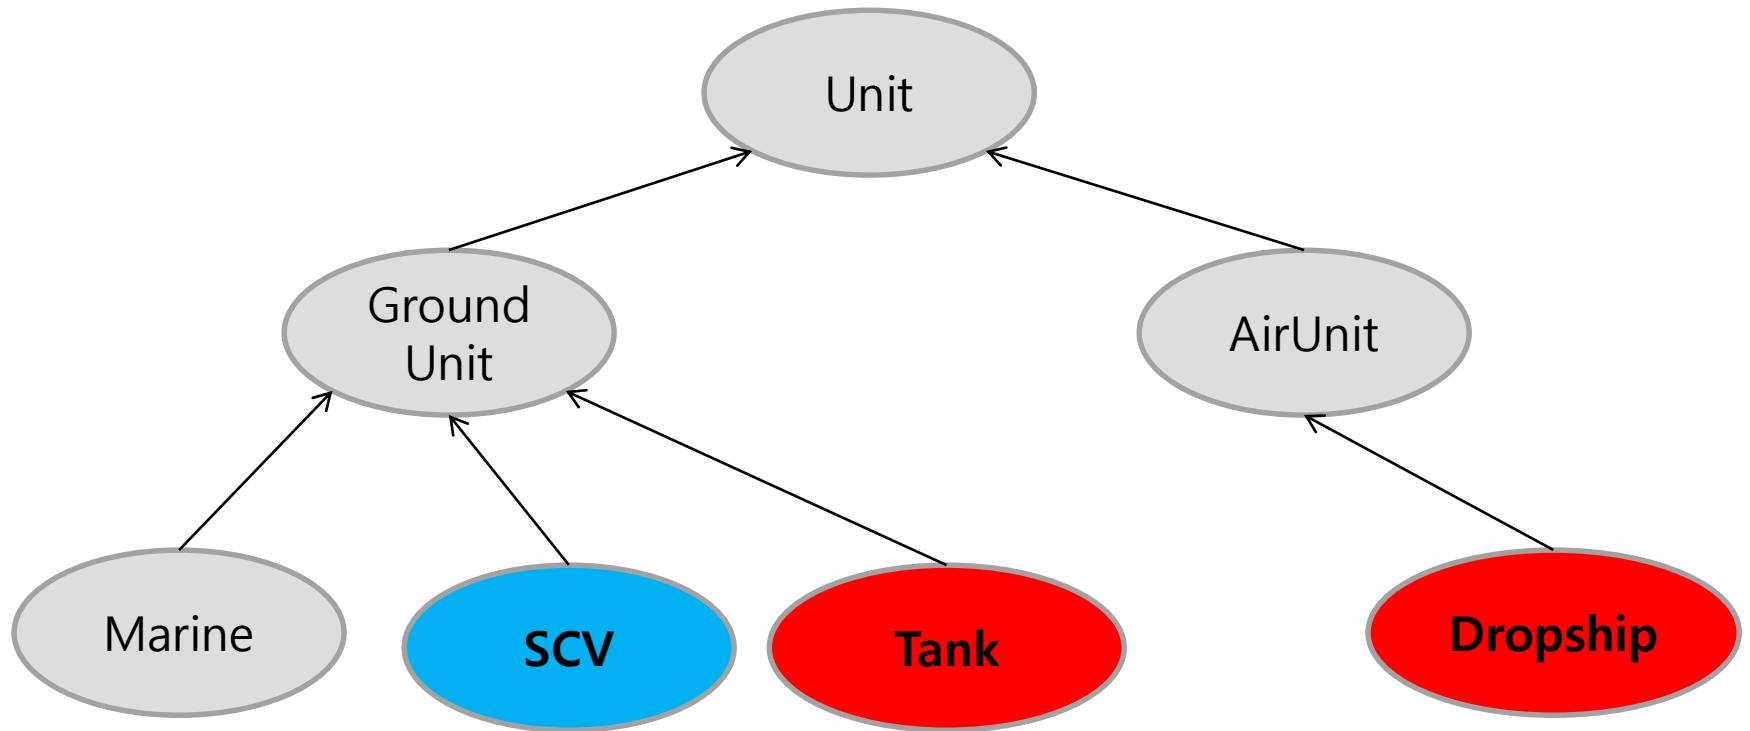 Unit
Ground
Unit
AirUnit
Marine
SCV
Tank
Dropship